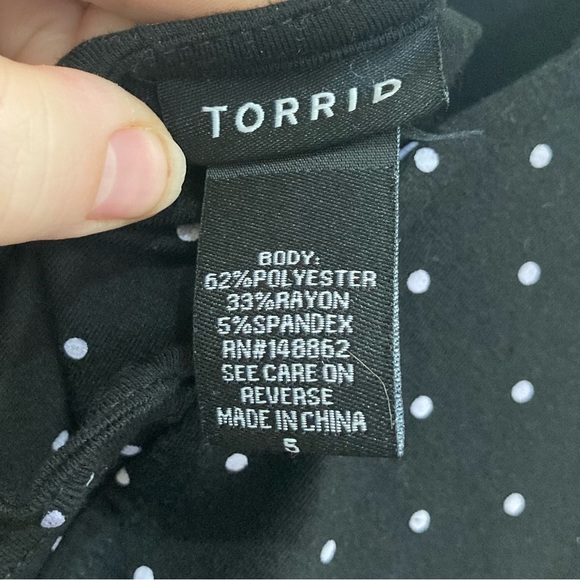 TORRID
BODY:
62%POLYESTER
33%RAYON
5%SPANDEX
RN#148862
SEE CARE ON
REVERSE
MADE IN CHINA
5